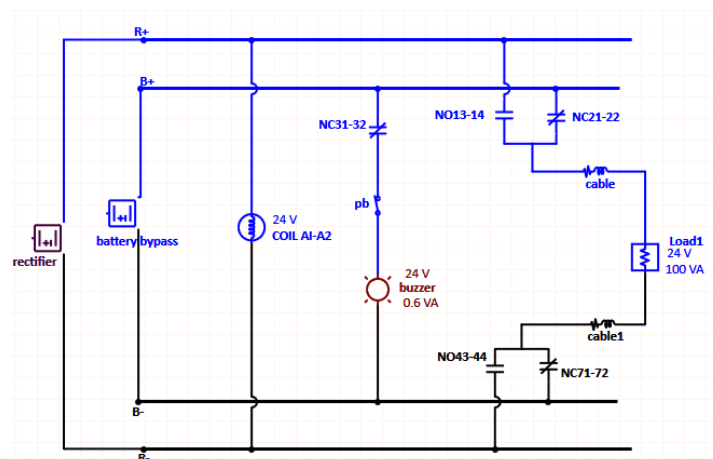 R+
B+
NO13-14
NC21-22
NC31-32
cable
pb
24 V
COIL AI-A2
battery bypass
rectifier
Load1
24 V
100 VA
24 V
buzzer
0.6 VA
cable1
NO43-44
NC71-72
B-
R-